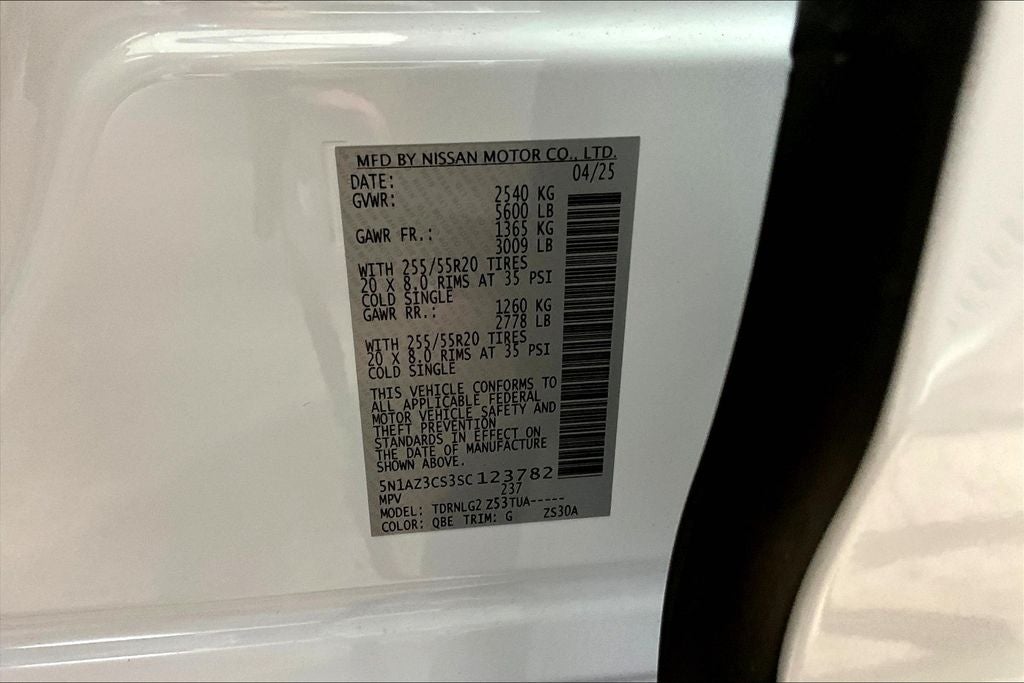 MFD BY NISSAN MOTOR CO., LTD.
DATE: 04/25
GVWR: 2540 KG
5600 LB
GAWR FR.: 1365 KG
3009 LB
WITH 255/55R20 TIRES
20 X 8.0 RIMS AT 35 PSI
COLD SINGLE
GAWR RR.: 1260 KG
2778 LB
WITH 255/55R20 TIRES
20 X 8.0 RIMS AT 35 PSI
COLD SINGLE
THIS VEHICLE CONFORMS TO
ALL APPLICABLE FEDERAL
MOTOR VEHICLE SAFETY AND
THEFT PREVENTION
STANDARDS IN EFFECT ON
THE DATE OF MANUFACTURE
SHOWN ABOVE.
5N1AZ3CS3SC123782
MPV 237
MODEL: TDRNLG2 Z53TUA-----
COLOR: QBE TRIM: G ZS30A